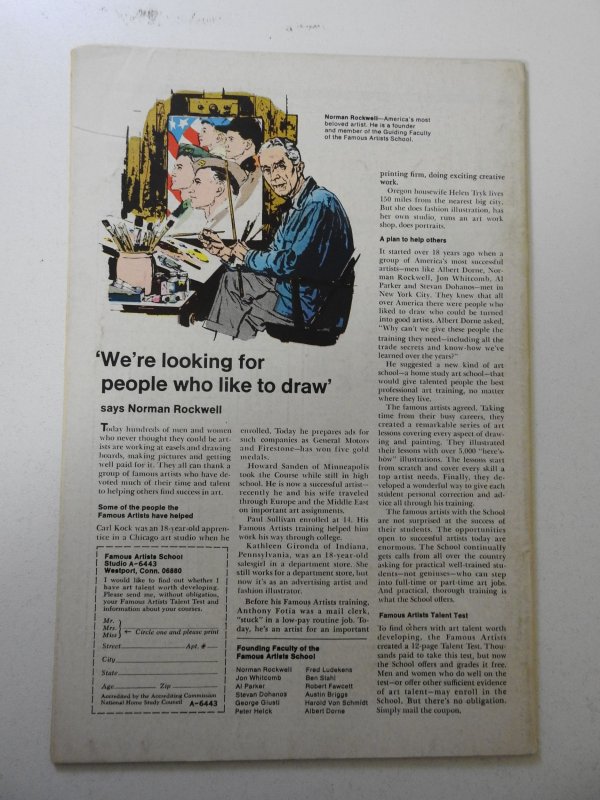 Norman Rockwell—America's most
beloved artist. He is a founder
and member of the Guiding Faculty
of the Famous Artists School.
'We're looking for
people who like to draw'
says Norman Rockwell
Today hundreds of men and women
who never thought they could be art-
ists are working at easels and drawing
boards, making pictures and getting
well paid for it. They all can thank a
group of famous artists who have de-
voted much of their time and talent
to helping others find success in art.
Some of the people the
Famous Artists have helped
Carl Kock was an 18-year-old appren-
tice in a Chicago art studio when he
Famous Artists School
Studio A-6443
Westport, Conn. 06880
I would like to find out whether I
have art talent worth developing.
Please send me, without obligation,
your Famous Artists Talent Test and
information about your courses.
Mr.
Mrs.
Miss
← Circle one and please print
Street Apt. #
City
State
Age Zip
Accredited by the Accrediting Commission
National Home Study Council A-6443
enrolled. Today he prepares ads for
such companies as General Motors
and Firestone—has won five gold
medals.
Howard Sanden of Minneapolis
took the Course while still in high
school. He is now a successful artist—
recently he and his wife traveled
through Europe and the Middle East
on important art assignments.
Paul Sullivan enrolled at 14. His
Famous Artists training helped him
work his way through college.
Kathleen Gironda of Indiana,
Pennsylvania, was an 18-year-old
salesgirl in a department store. She
still works for a department store, but
now it's as an advertising artist and
fashion illustrator.
Before his Famous Artists training,
Anthony Fotia was a mail clerk,
"stuck" in a low-pay routine job. To-
day, he's an artist for an important
Founding Faculty of the
Famous Artists School
Norman Rockwell
Jon Whitcomb
Al Parker
Stevan Dohanos
George Giusti
Peter Helck
Fred Ludekens
Ben Stahl
Robert Fawcett
Austin Briggs
Harold Von Schmidt
Albert Dorne
printing firm, doing exciting creative
work.
Oregon housewife Helen Tryk lives
150 miles from the nearest big city.
But she does fashion illustration, has
her own studio, runs an art work
shop, does portraits.
A plan to help others
It started over 18 years ago when a
group of America's most successful
artists—men like Albert Dorne, Nor-
man Rockwell, Jon Whitcomb, Al
Parker and Stevan Dohanos—met in
New York City. They knew that all
over America there were people who
liked to draw who could be turned
into good artists. Albert Dorne asked,
"Why can't we give these people the
training they need—including all the
trade secrets and know-how we've
learned over the years?"
He suggested a new kind of art
school—a home study art school—that
would give talented people the best
professional art training, no matter
where they live.
The famous artists agreed. Taking
time from their busy careers, they
created a remarkable series of art
lessons covering every aspect of draw-
ing and painting. They illustrated
their lessons with over 5,000 "here's-
how" illustrations. The lessons start
from scratch and cover every skill a
top artist needs. Finally, they de-
veloped a wonderful way to give each
student personal correction and ad-
vice all through his training.
The famous artists with the School
are not surprised at the success of
their students. The opportunities
open to successful artists today are
enormous. The School continually
gets calls from all over the country
asking for practical well-trained stu-
dents—not geniuses—who can step
into full-time or part-time art jobs.
And practical, thorough training is
what the School offers.
Famous Artists Talent Test
To find others with art talent worth
developing, the Famous Artists
created a 12-page Talent Test. Thou-
sands paid to take this test, but now
the School offers and grades it free.
Men and women who do well on the
test—or offer other sufficient evidence
of art talent—may enroll in the
School. But there's no obligation.
Simply mail the coupon.